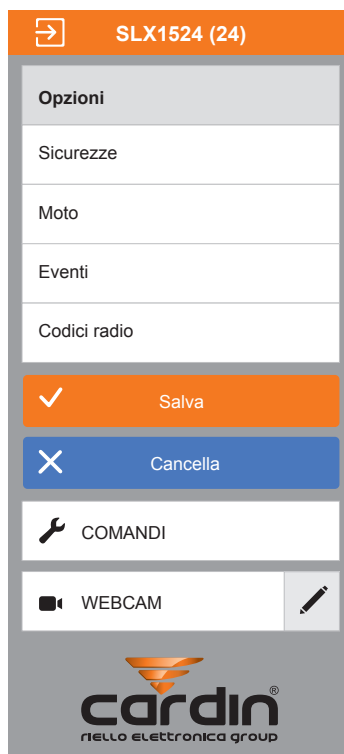 SLX1524 (24)
Opzioni
Sicurezze
Moto
Eventi
Codici radio
Salva
Cancella
COMANDI
WEBCAM
cardin®
riello elettronica group